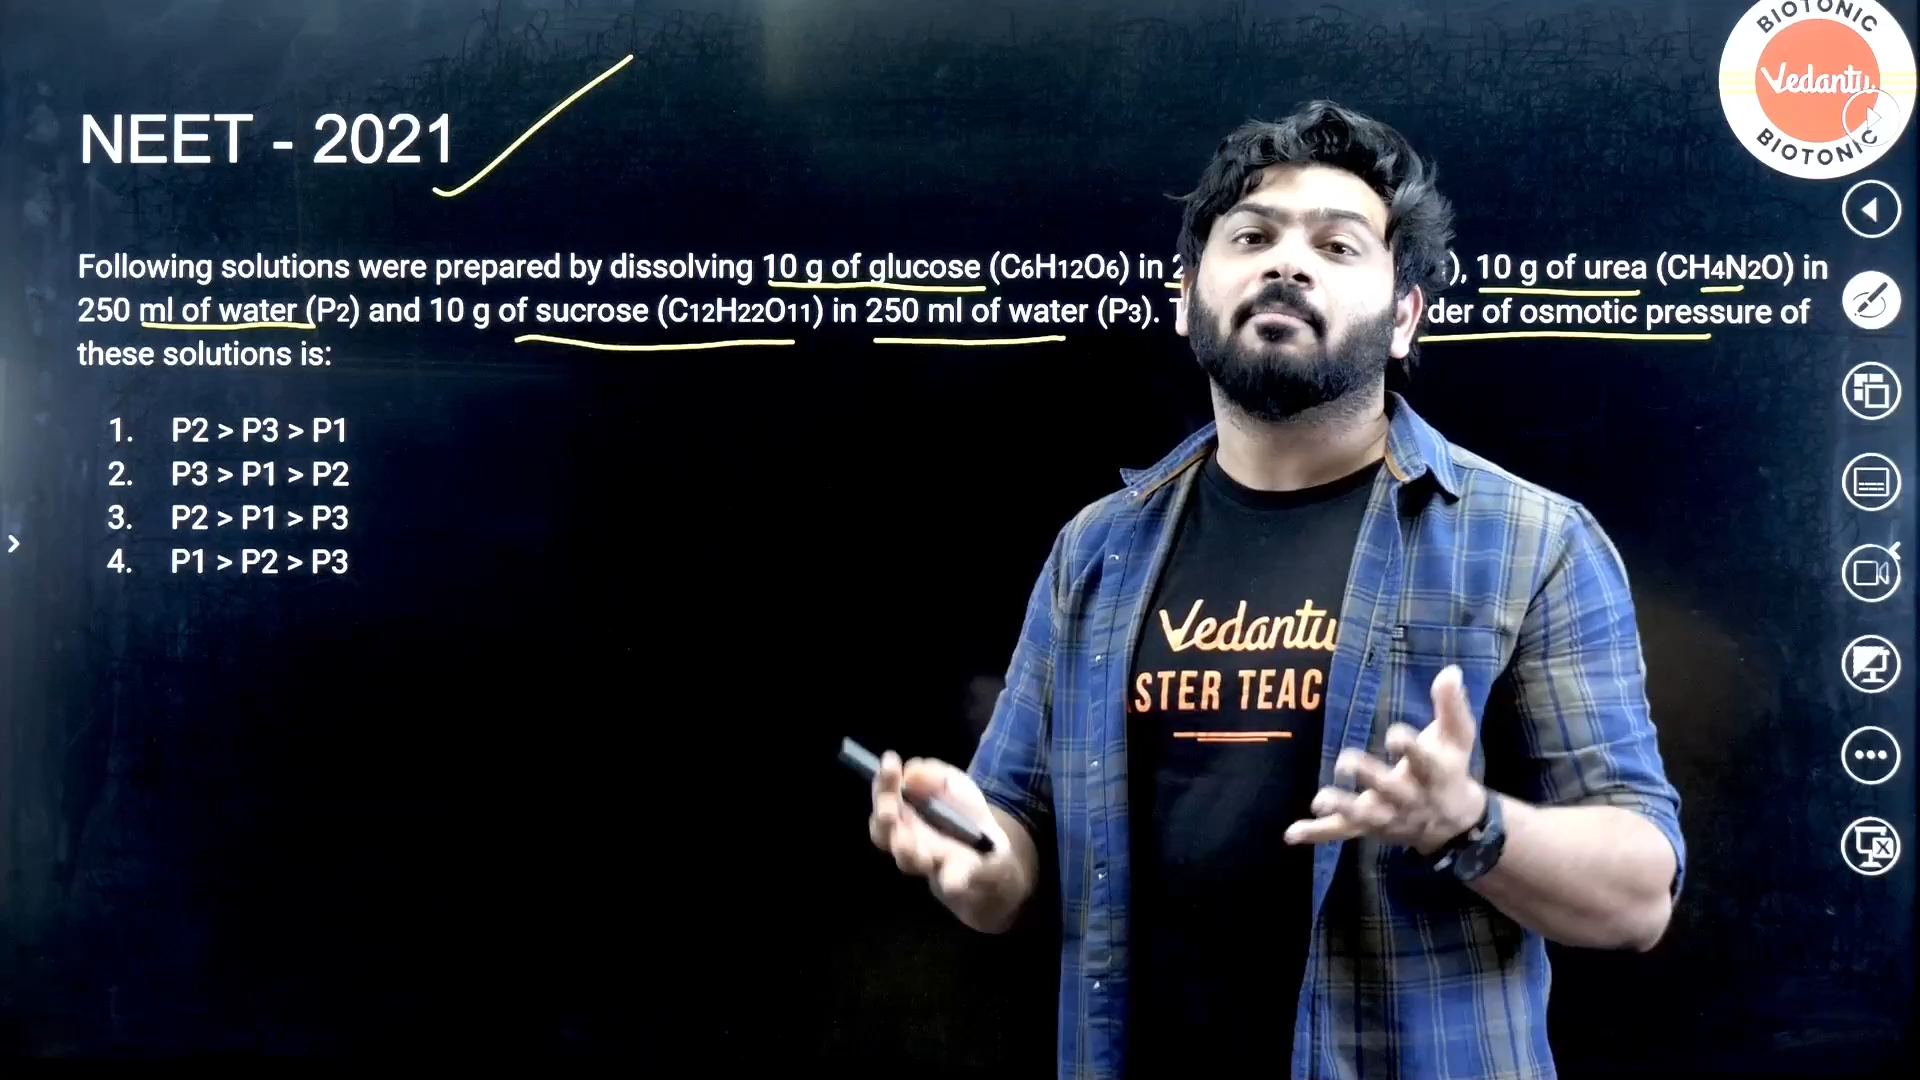 BIOTONIC
Vedantu
BIOTONIC
NEET - 2021
Following solutions were prepared by dissolving 10 g of glucose (C6H12O6) in 2 ), 10 g of urea (CH4N2O) in
250 ml of water (P2) and 10 g of sucrose (C12H22O11) in 250 ml of water (P3). T der of osmotic pressure of
these solutions is:
1. P2 > P3 > P1
2. P3 > P1 > P2
3. P2 > P1 > P3
4. P1 > P2 > P3
Vedantu
STER TEAC